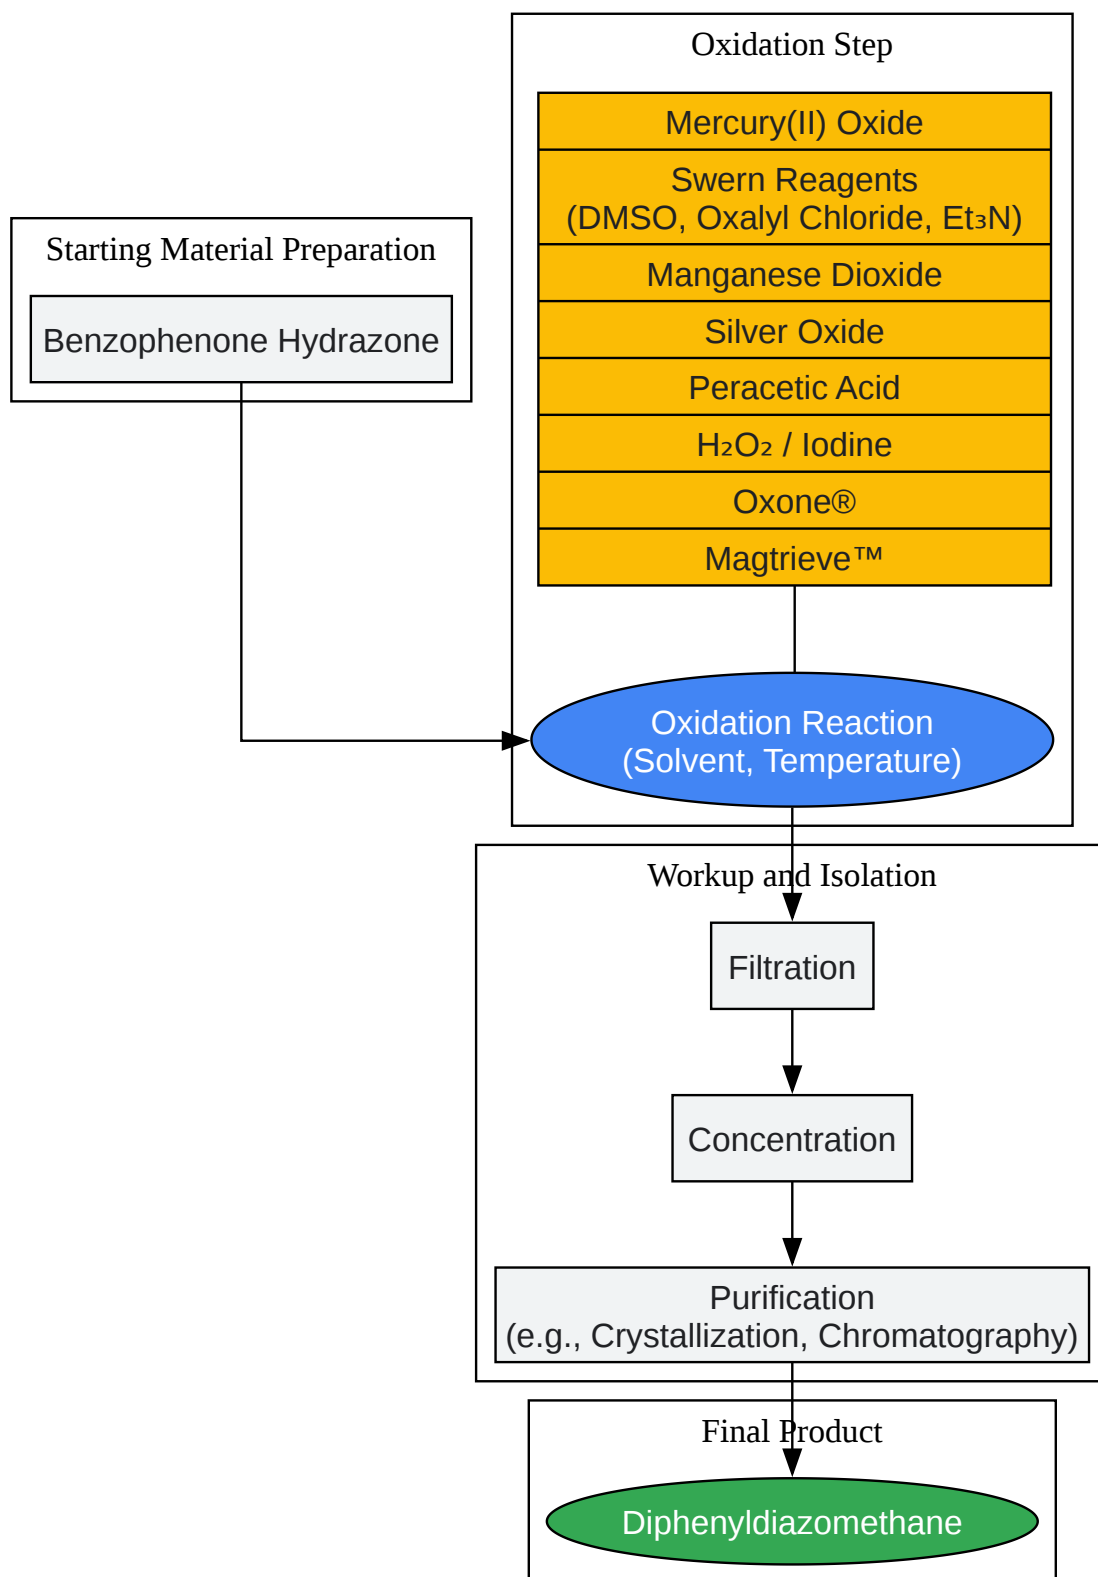 Oxidation Step
Mercury(II) Oxide
Swern Reagents
(DMSO, Oxalyl Chloride, Et₃N)
Manganese Dioxide
Silver Oxide
Peracetic Acid
H₂O₂ / Iodine
Oxone®
Magtrieve™
Starting Material Preparation
Benzophenone Hydrazone
Oxidation Reaction
(Solvent, Temperature)
Workup and Isolation
Filtration
Concentration
Purification
(e.g., Crystallization, Chromatography)
Final Product
Diphenyldiazomethane